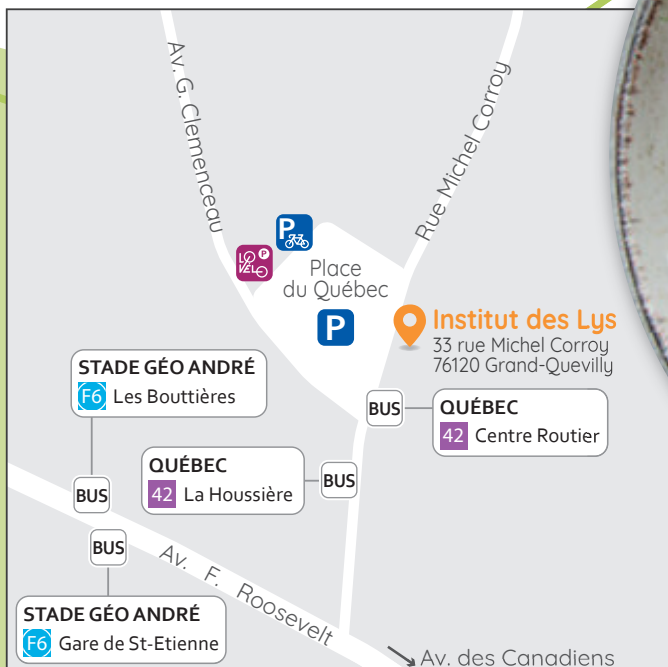 Av. G. Clemenceau
Rue Michel Corroy
P
LO
VÉLO
P
Place
du Québec
P
Institut des Lys
33 rue Michel Corroy
76120 Grand-Quevilly
STADE GÉO ANDRÉ
F6 Les Bouttières
BUS
QUÉBEC
42 Centre Routier
QUÉBEC
42 La Houssière
BUS
BUS
BUS
Av. F. Roosevelt
STADE GÉO ANDRÉ
F6 Gare de St-Etienne
Av. des Canadiens